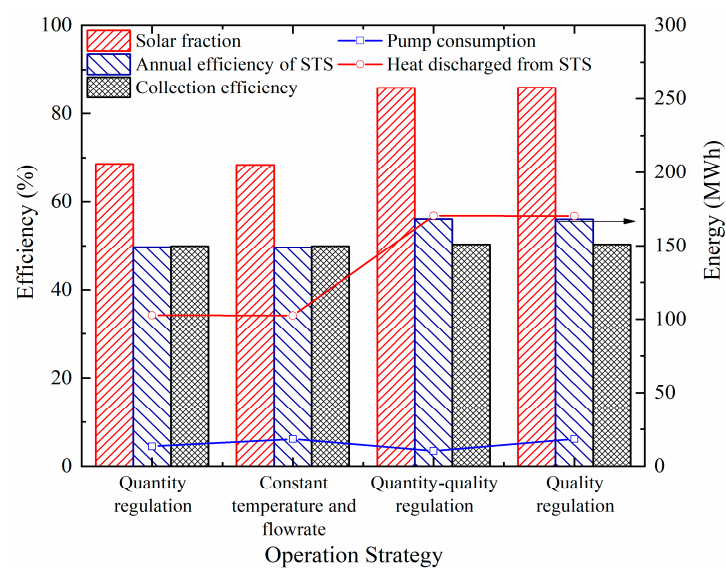 Solar fraction
Pump consumption
Annual efficiency of STS
Heat discharged from STS
Collection efficiency
100
80
60
40
20
0
Efficiency (%)
300
250
200
150
100
50
0
Energy (MWh)
Quantity
regulation
Constant
temperature and
flowrate
Quantity-quality
regulation
Quality
regulation
Operation Strategy